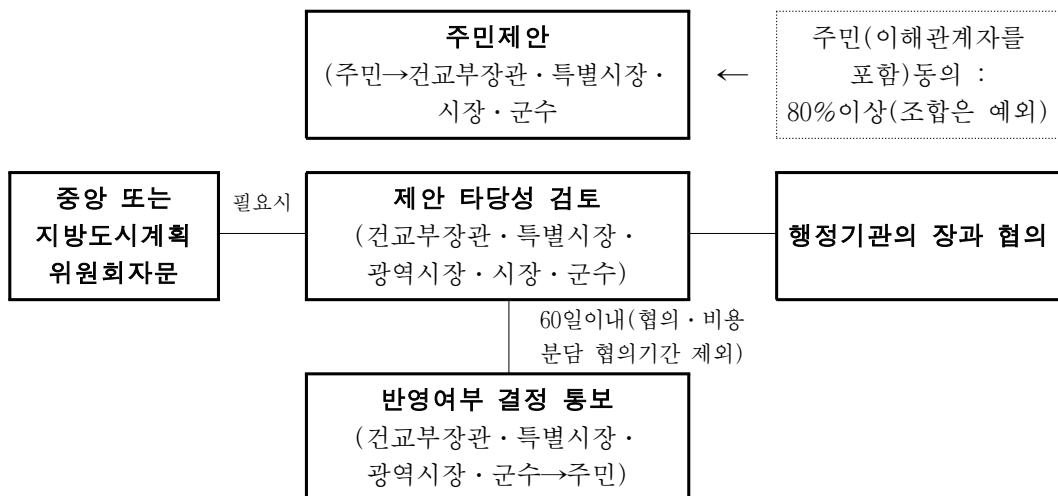 주민제안
(주민→건교부장관・특별시장・
시장・군수)
←
주민(이해관계자를
포함)동의 :
80%이상(조합은 예외)
중앙 또는
지방도시계획
위원회자문
필요시
제안 타당성 검토
(건교부장관・특별시장・
광역시장・시장・군수)
행정기관의 장과 협의
60일이내(협의・비용
분담 협의기간 제외)
반영여부 결정 통보
(건교부장관・특별시장・
광역시장・군수→주민)